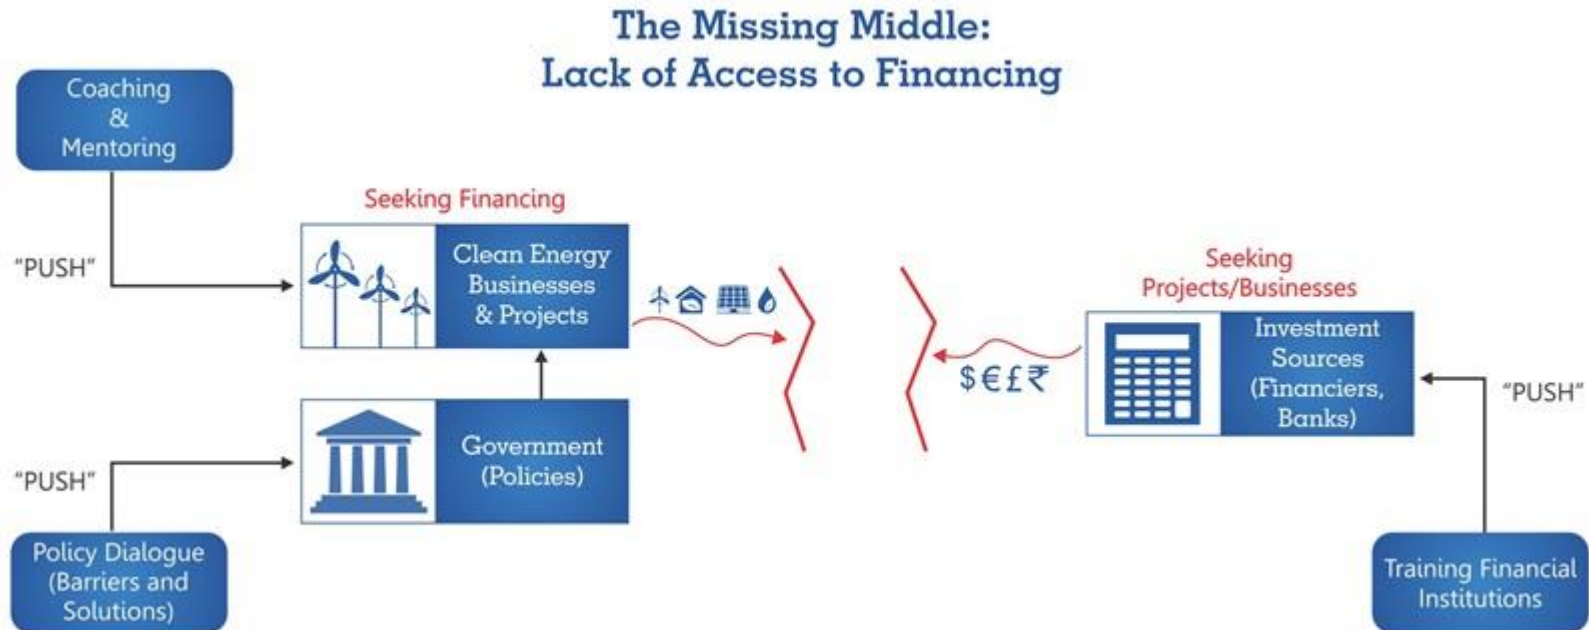 The Missing Middle:
Lack of Access to Financing
Coaching
&
Mentoring
"PUSH"
Seeking Financing
Clean Energy
Businesses
& Projects
Government
(Policies)
"PUSH"
Policy Dialogue
(Barriers and
Solutions)
$€£₹
Seeking
Projects/Businesses
Investment
Sources
(Financiers,
Banks)
"PUSH"
Training Financial
Institutions